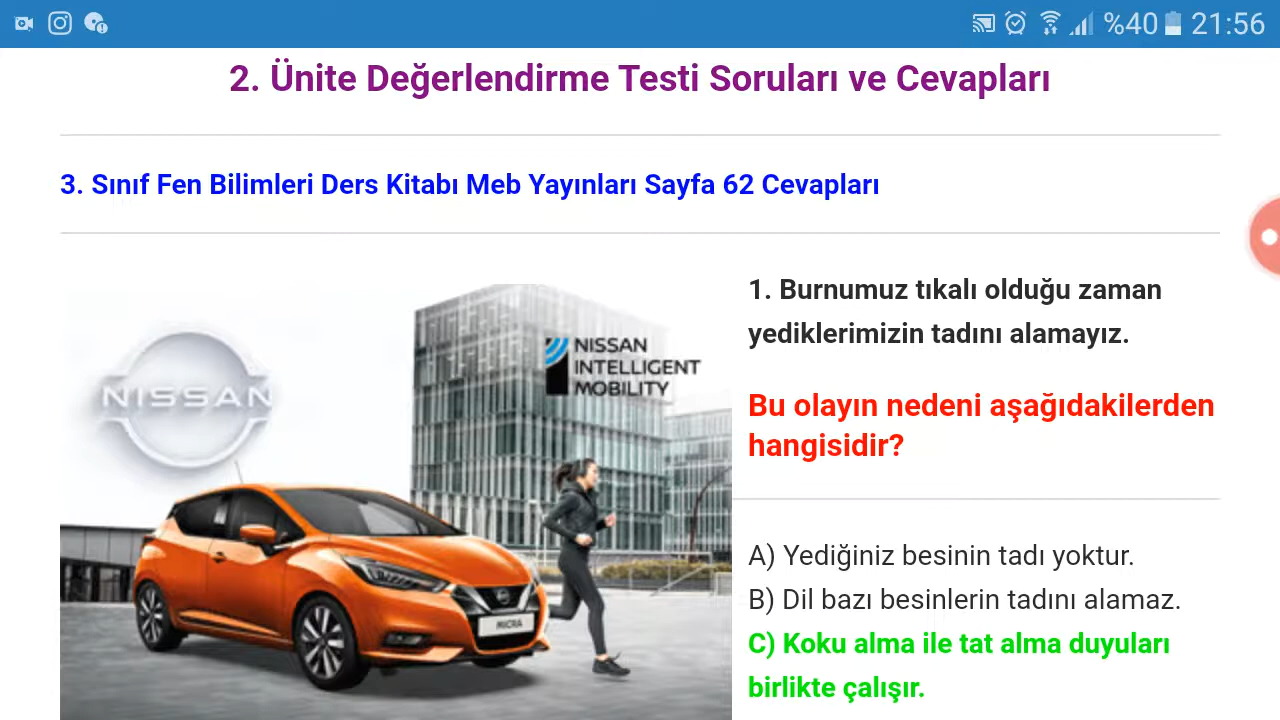 %40 21:56
2. Ünite Değerlendirme Testi Soruları ve Cevapları
3. Sınıf Fen Bilimleri Ders Kitabı Meb Yayınları Sayfa 62 Cevapları
NISSAN
NISSAN
INTELLIGENT
MOBILITY
MICRA
1. Burnumuz tıkalı olduğu zaman
yediklerimizin tadını alamayız.
Bu olayın nedeni aşağıdakilerden
hangisidir?
A) Yediğiniz besinin tadı yoktur.
B) Dil bazı besinlerin tadını alamaz.
C) Koku alma ile tat alma duyuları
birlikte çalışır.